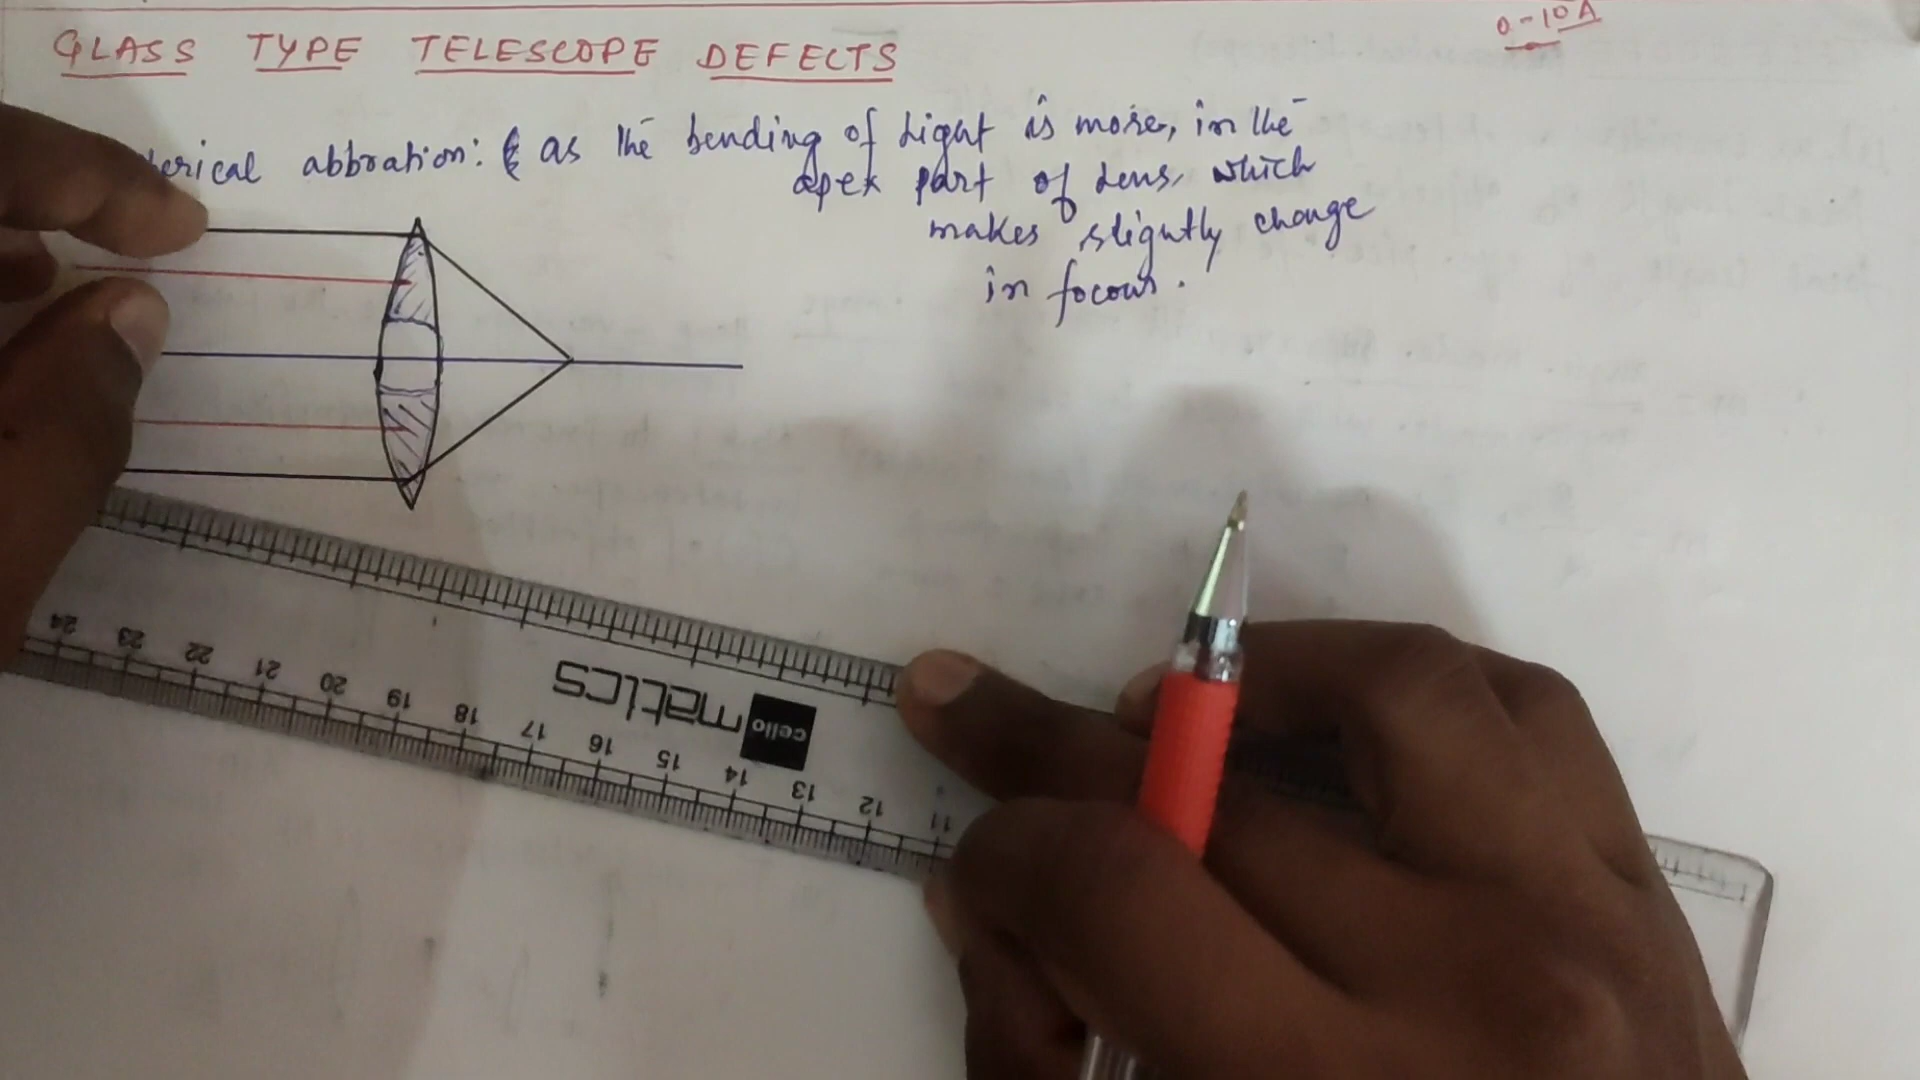 0-10A
GLASS TYPE TELESCOPE DEFECTS
erical abbration: as the bending of Light is more, in the
apex part of Lens, which
makes slightly change
in focous.
24 23 22 21 20 19 18 17 16 15 14 13 12 11
cello matics